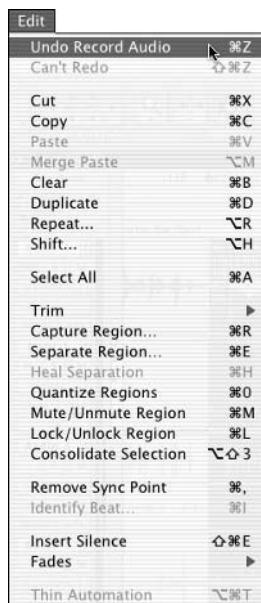 Edit
Undo Record Audio ⌘Z
Can't Redo ⇧⌘Z
Cut ⌘X
Copy ⌘C
Paste ⌘V
Merge Paste ⌥M
Clear ⌘B
Duplicate ⌘D
Repeat... ⌥R
Shift... ⌥H
Select All ⌘A
Trim
Capture Region... ⌘R
Separate Region... ⌘E
Heal Separation ⌘H
Quantize Regions ⌘0
Mute/Unmute Region ⌘M
Lock/Unlock Region ⌘L
Consolidate Selection ⌥⇧3
Remove Sync Point ⌘,
Identify Beat... ⌘I
Insert Silence ⇧⌘E
Fades
Thin Automation ⌥⌘T